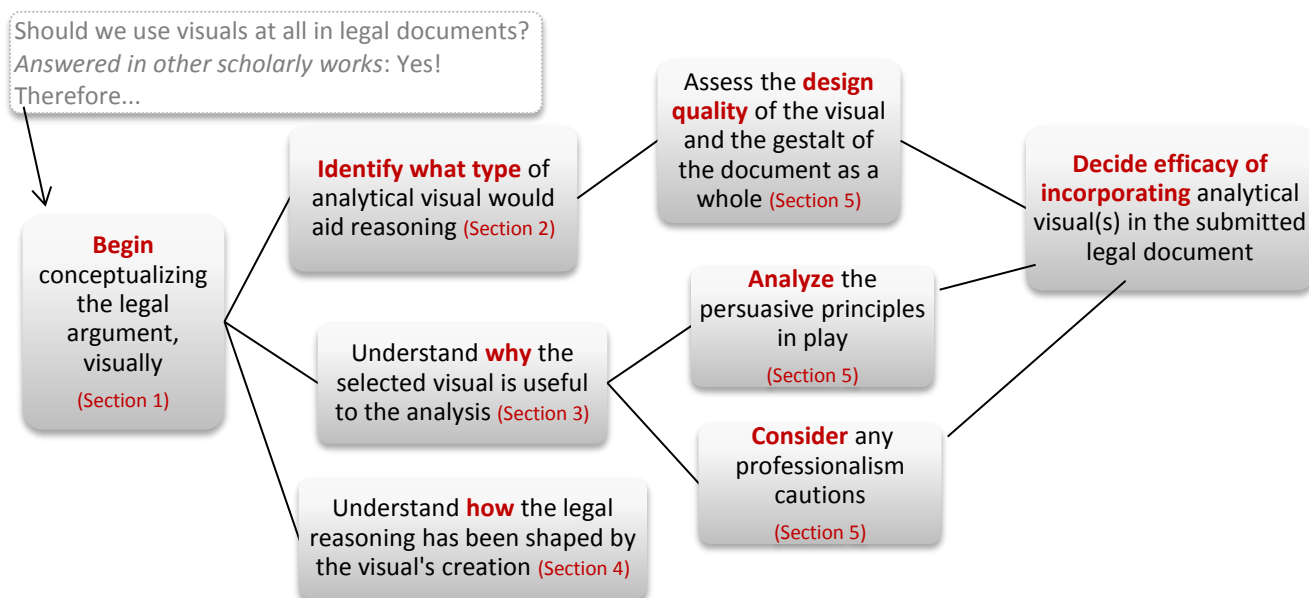 Should we use visuals at all in legal documents?
Answered in other scholarly works: Yes!
Therefore...
Begin
conceptualizing
the legal
argument,
visually
(Section 1)
Identify what type of
analytical visual would
aid reasoning (Section 2)
Understand why the
selected visual is useful
to the analysis (Section 3)
Understand how the legal
reasoning has been shaped by
the visual's creation (Section 4)
Assess the design
quality of the visual
and the gestalt of
the document as a
whole (Section 5)
Analyze the
persuasive principles
in play
(Section 5)
Consider any
professionalism
cautions
(Section 5)
Decide efficacy of
incorporating analytical
visual(s) in the submitted
legal document